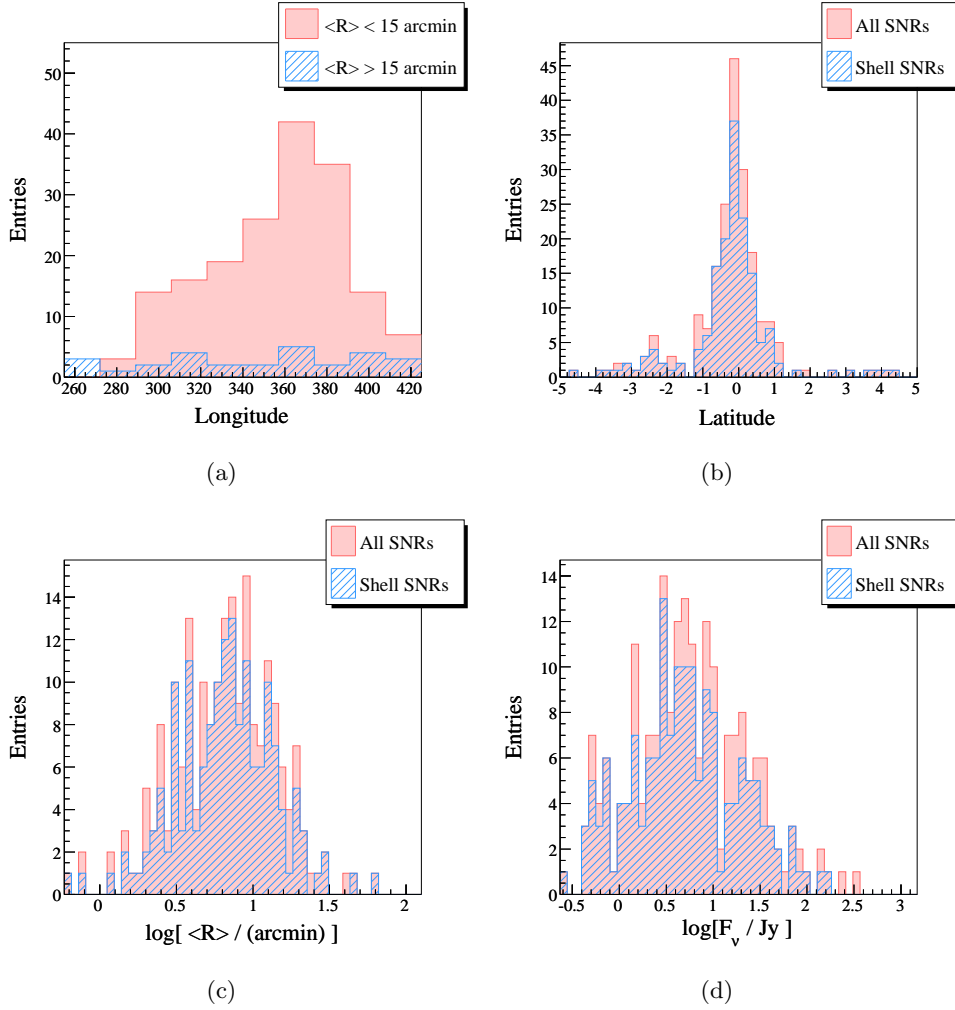 <R> < 15 arcmin
<R> > 15 arcmin
50
40
30
20
10
0
Entries
260 280 300 320 340 360 380 400 420
Longitude
(a)
All SNRs
Shell SNRs
45
40
35
30
25
20
15
10
5
0
Entries
-5 -4 -3 -2 -1 0 1 2 3 4 5
Latitude
(b)
All SNRs
Shell SNRs
14
12
10
8
6
4
2
0
Entries
0 0.5 1 1.5 2
log[ <R> / (arcmin) ]
(c)
All SNRs
Shell SNRs
14
12
10
8
6
4
2
0
Entries
-0.5 0 0.5 1 1.5 2 2.5 3
log[F_ν / Jy ]
(d)